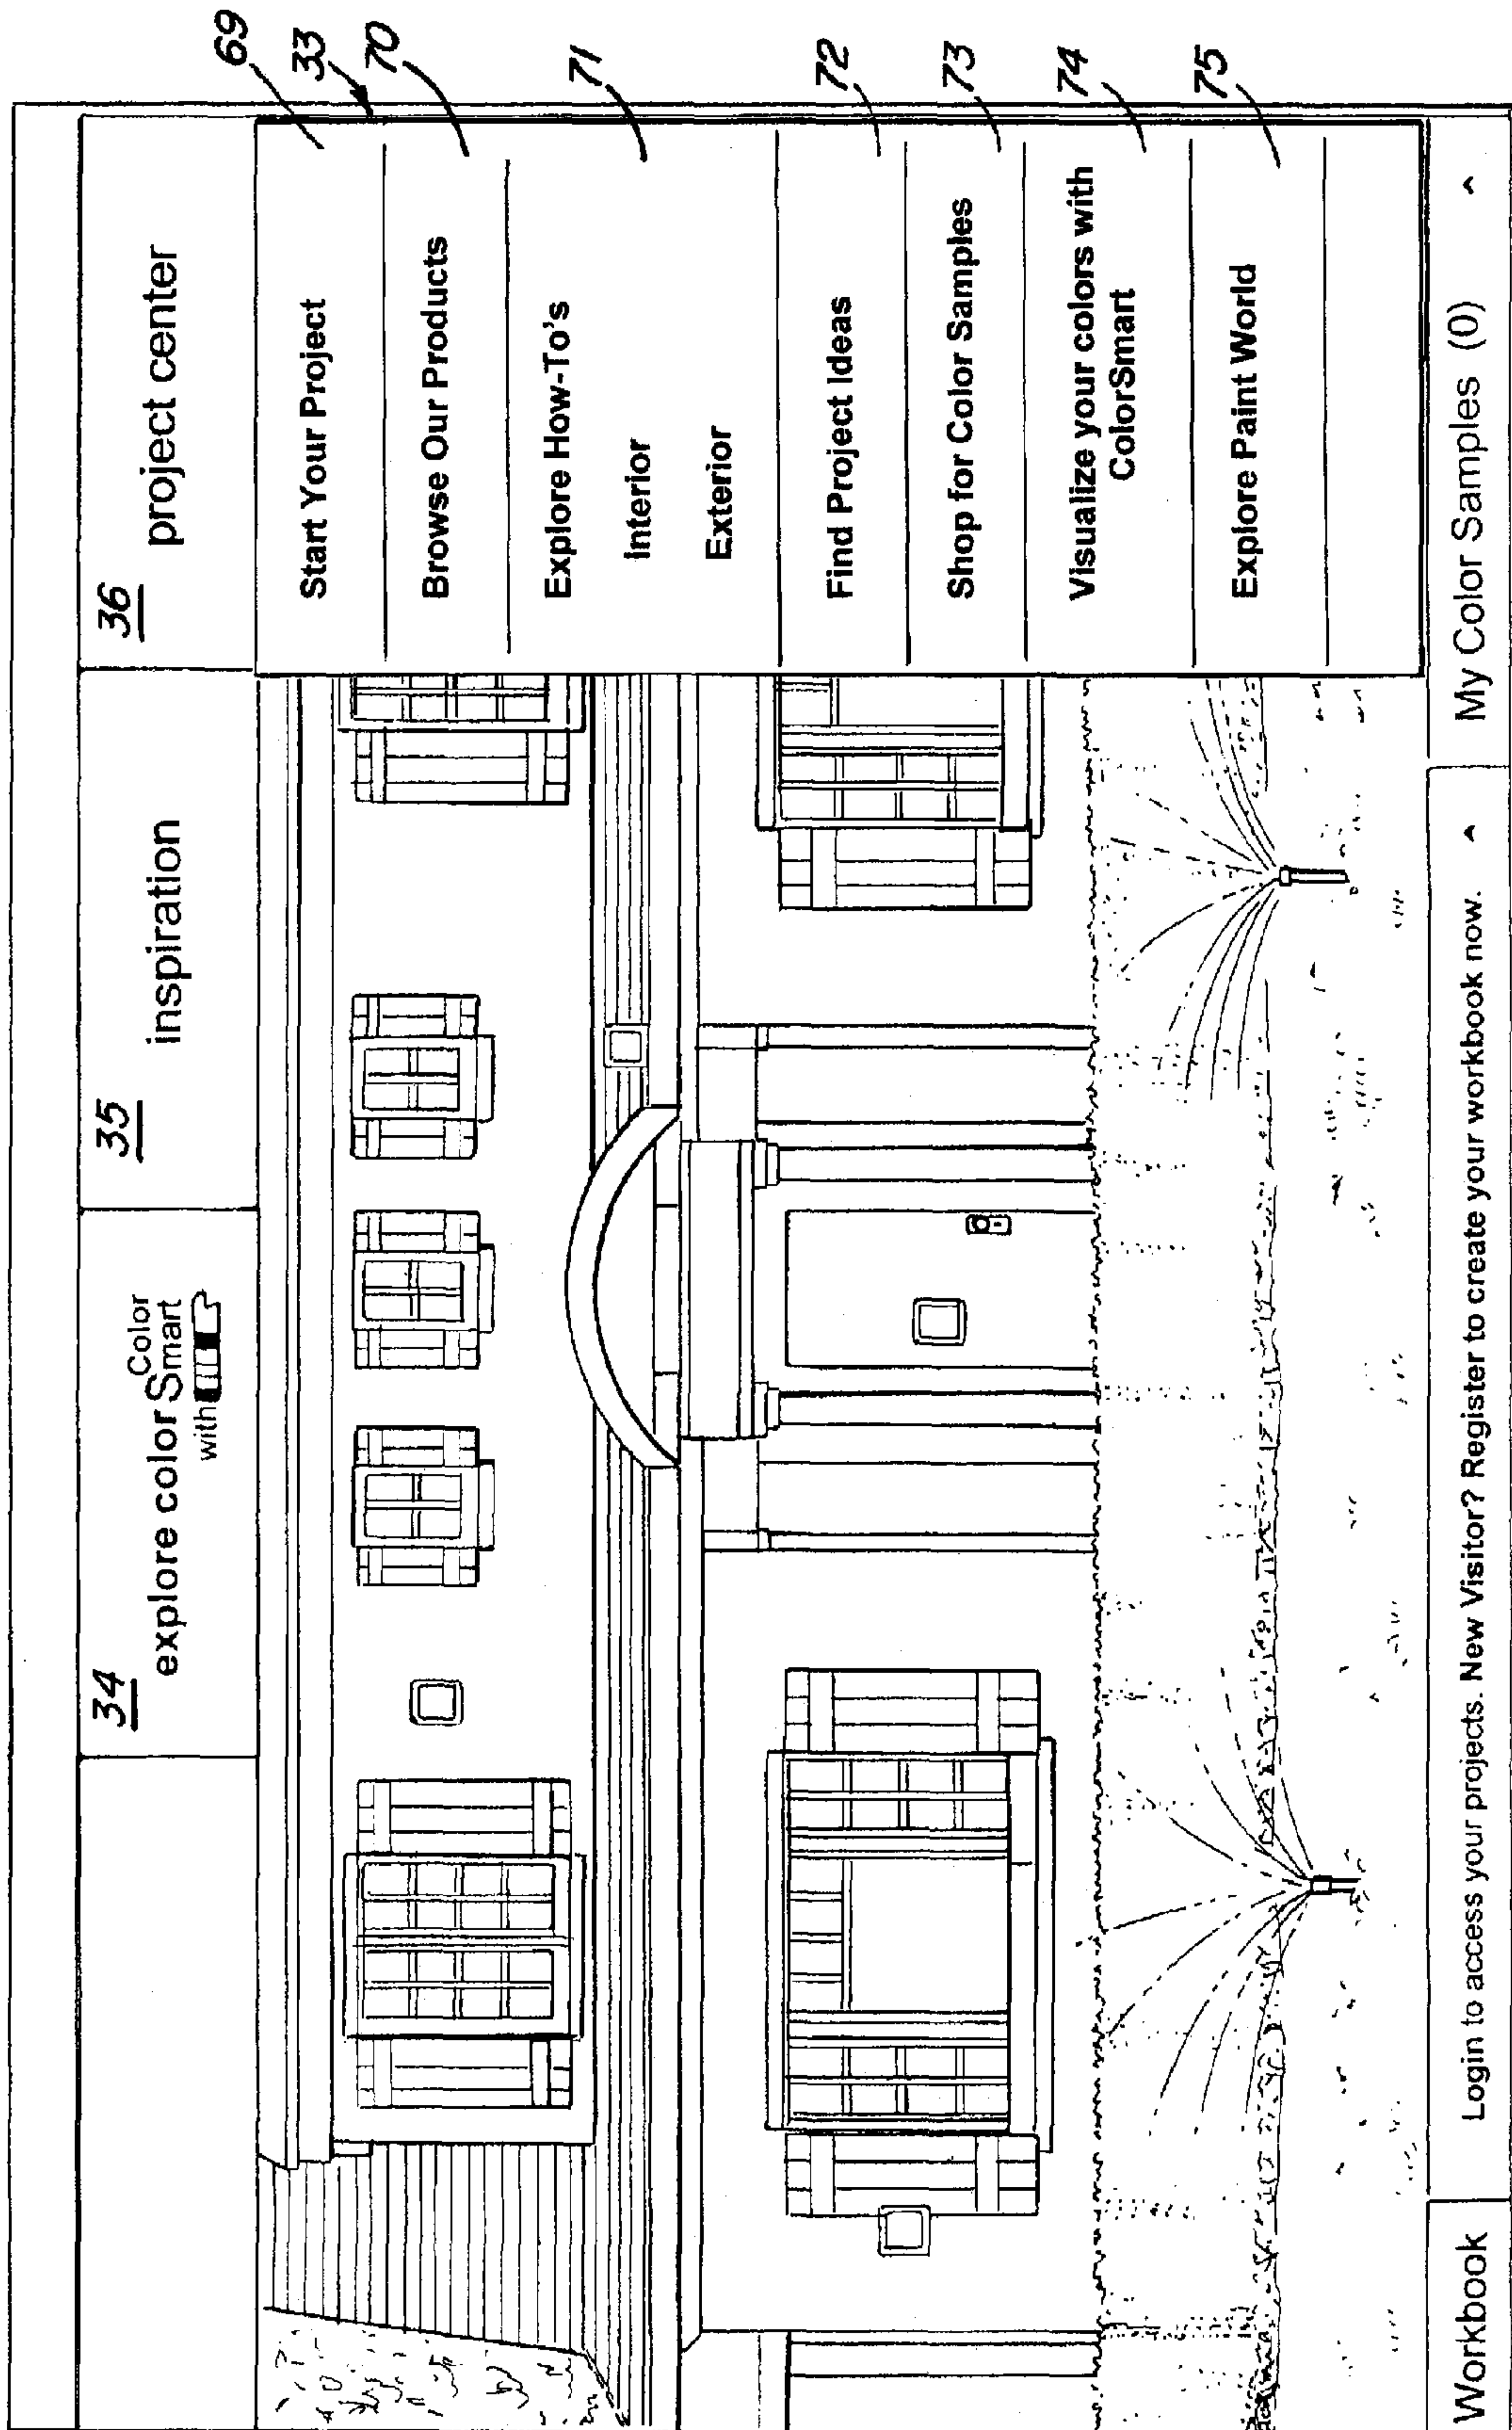 34
explore color
with
Color
Smart
35
inspiration
36
project center
69
Start Your Project
33
70
Browse Our Products
71
Explore How-To's
Interior
Exterior
72
Find Project Ideas
73
Shop for Color Samples
74
Visualize your colors with
ColorSmart
75
Explore Paint World
Workbook
Login to access your projects. New Visitor? Register to create your workbook now. ^
My Color Samples (0) ^